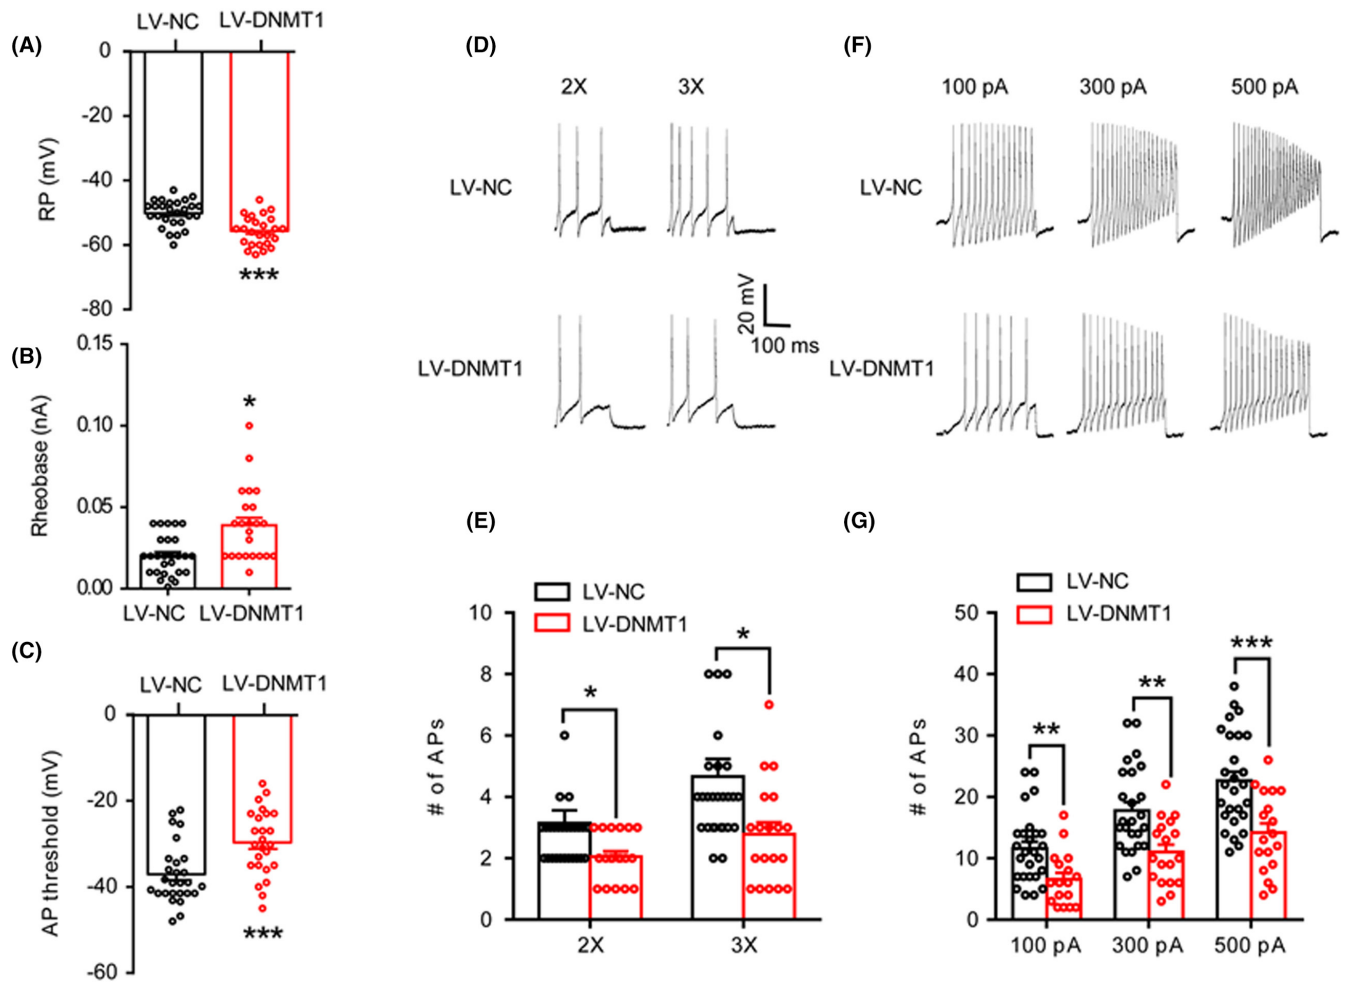 (A)
LV-NC LV-DNMT1
0
-20
-40
-60
-80
RP (mV)
***
(B)
0.15
0.10
0.05
0.00
Rheobase (nA)
*
LV-NC LV-DNMT1
(C)
LV-NC LV-DNMT1
0
-20
-40
-60
AP threshold (mV)
***
(D)
2X 3X
LV-NC
LV-DNMT1
20 mV
100 ms
(E)
LV-NC
LV-DNMT1
10
8
6
4
2
0
# of APs
*
*
2X 3X
(F)
100 pA 300 pA 500 pA
LV-NC
LV-DNMT1
(G)
LV-NC
LV-DNMT1
50
40
30
20
10
0
# of APs
**
**
***
100 pA 300 pA 500 pA